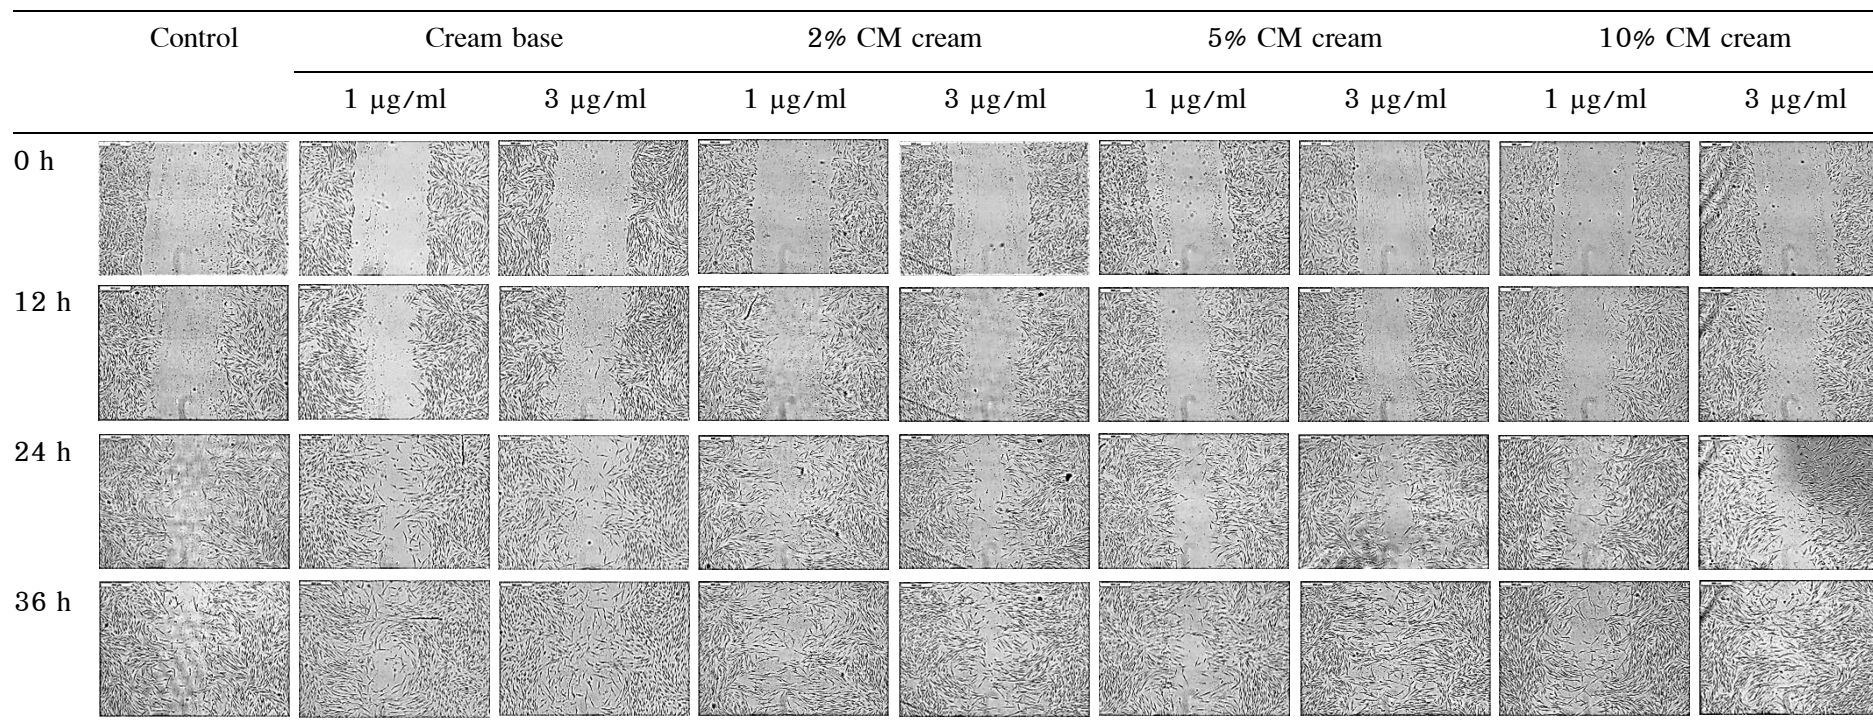 Control Cream base 2% CM cream 5% CM cream 10% CM cream
1 µg/ml 3 µg/ml 1 µg/ml 3 µg/ml 1 µg/ml 3 µg/ml 1 µg/ml 3 µg/ml
0 h
12 h
24 h
36 h